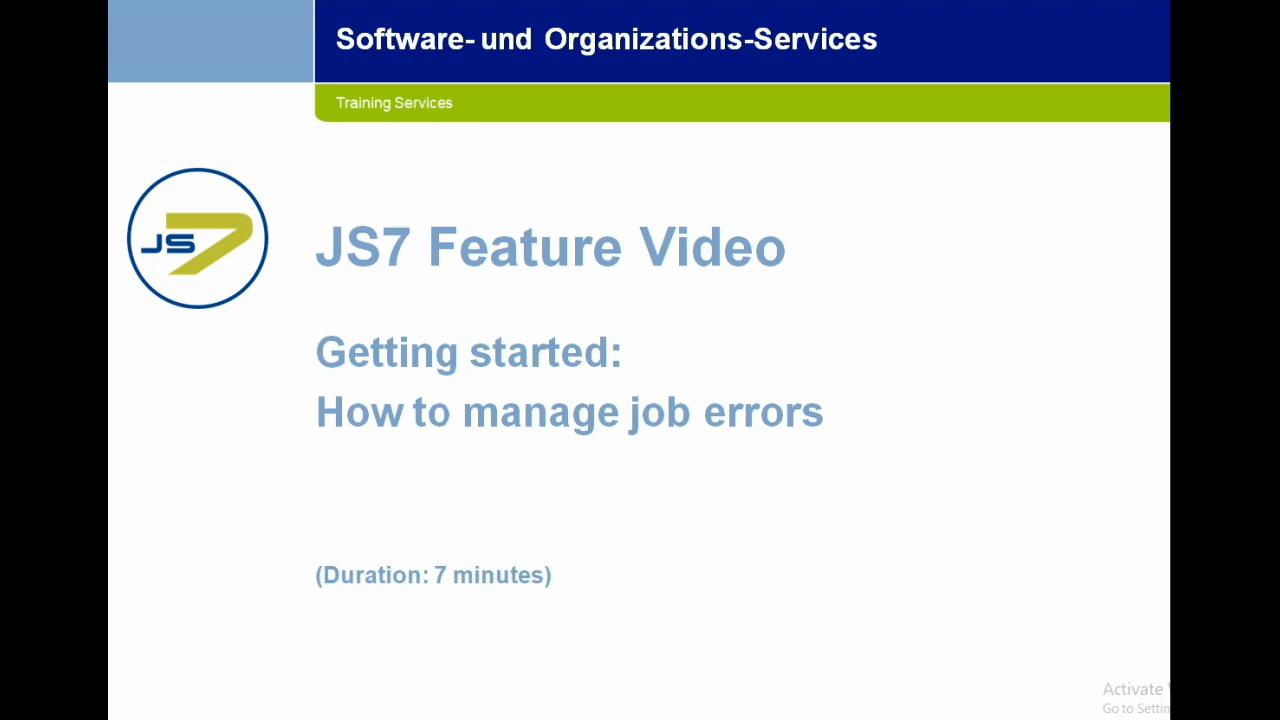 Software- und Organizations-Services
Training Services
JS7
JS7 Feature Video
Getting started:
How to manage job errors
(Duration: 7 minutes)
Activate
Go to